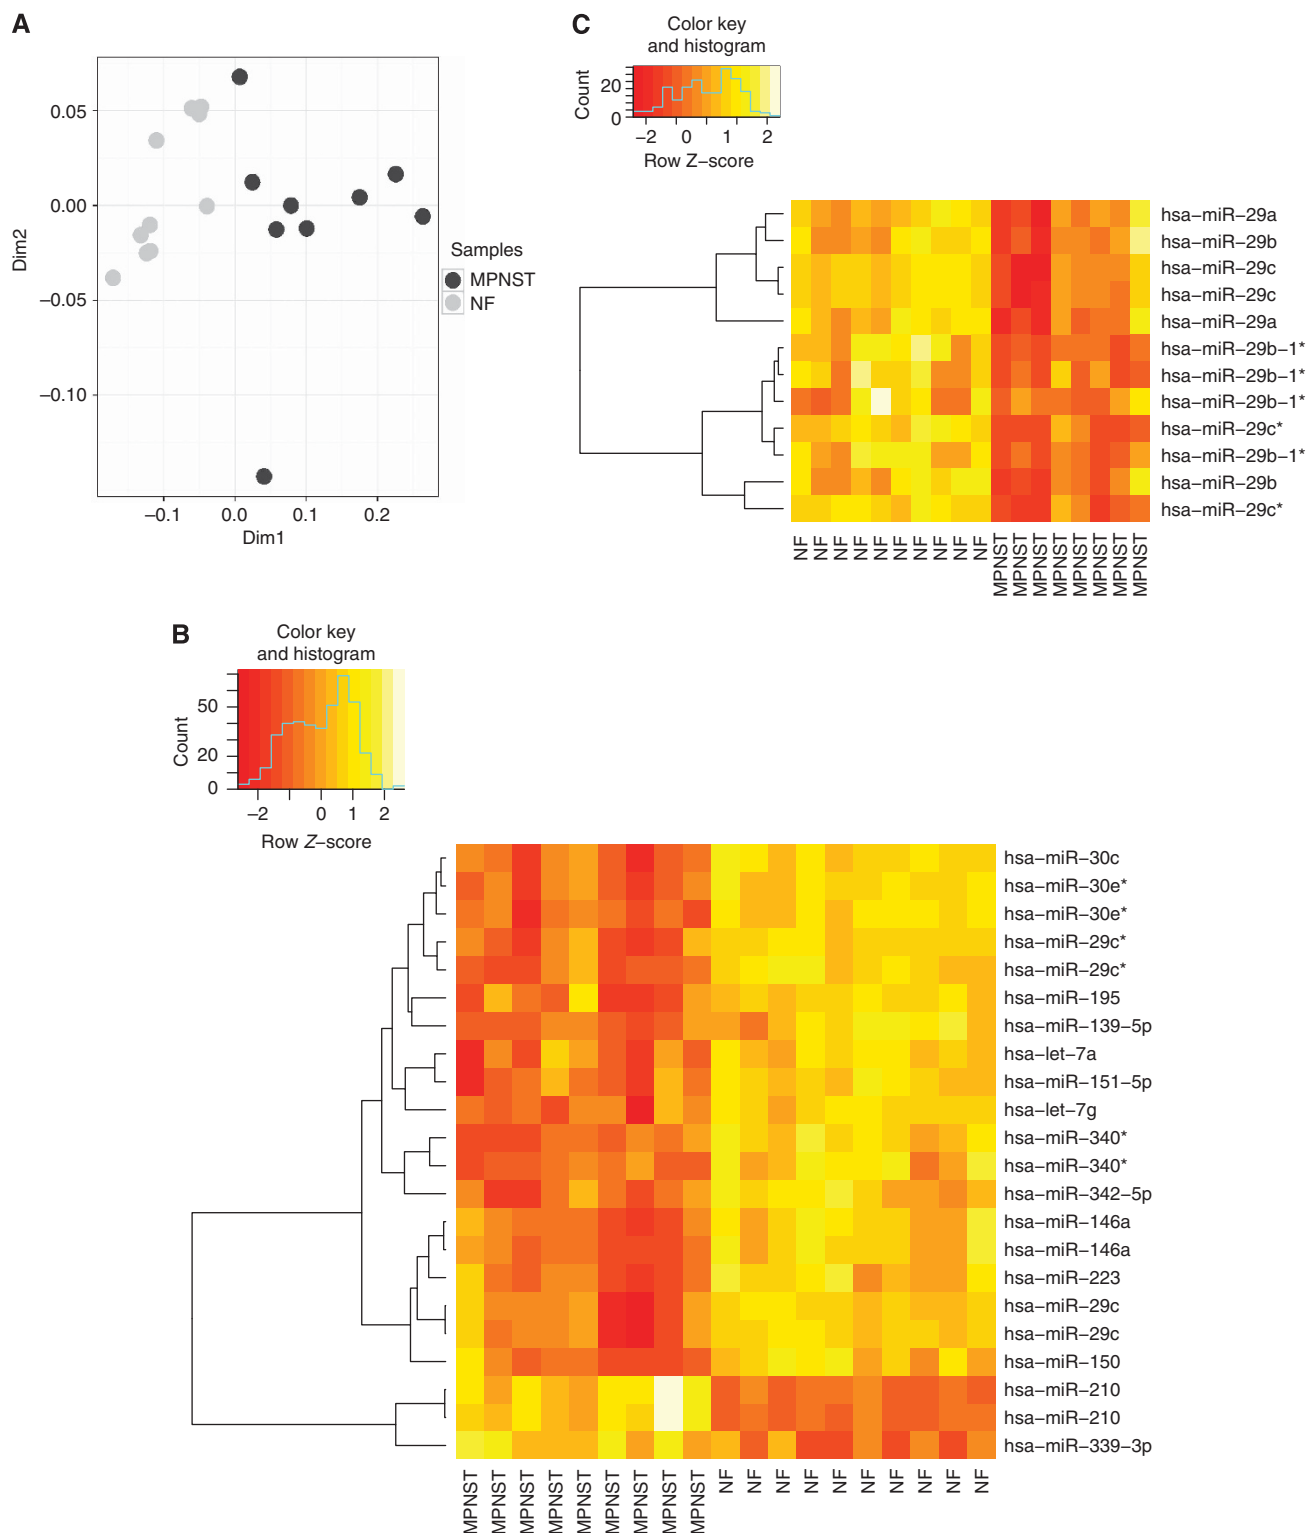 A
0.05
0.00
−0.05
−0.10
Dim2
−0.1
0.0
0.1
0.2
Dim1
Samples
MPNST
NF
C
Color key
and histogram
Count
20
0
−2
0
1
2
Row Z−score
hsa−miR−29a
hsa−miR−29b
hsa−miR−29c
hsa−miR−29c
hsa−miR−29a
hsa−miR−29b−1*
hsa−miR−29b−1*
hsa−miR−29b−1*
hsa−miR−29c*
hsa−miR−29b−1*
hsa−miR−29b
hsa−miR−29c*
NF
NF
NF
NF
NF
NF
NF
NF
NF
NF
MPNST
MPNST
MPNST
MPNST
MPNST
MPNST
MPNST
MPNST
B
Color key
and histogram
Count
50
20
0
−2
0
1
2
Row Z−score
hsa−miR−30c
hsa−miR−30e*
hsa−miR−30e*
hsa−miR−29c*
hsa−miR−29c*
hsa−miR−195
hsa−miR−139−5p
hsa−let−7a
hsa−miR−151−5p
hsa−let−7g
hsa−miR−340*
hsa−miR−340*
hsa−miR−342−5p
hsa−miR−146a
hsa−miR−146a
hsa−miR−223
hsa−miR−29c
hsa−miR−29c
hsa−miR−150
hsa−miR−210
hsa−miR−210
hsa−miR−339−3p
MPNST
MPNST
MPNST
MPNST
MPNST
MPNST
MPNST
MPNST
MPNST
NF
NF
NF
NF
NF
NF
NF
NF
NF
NF